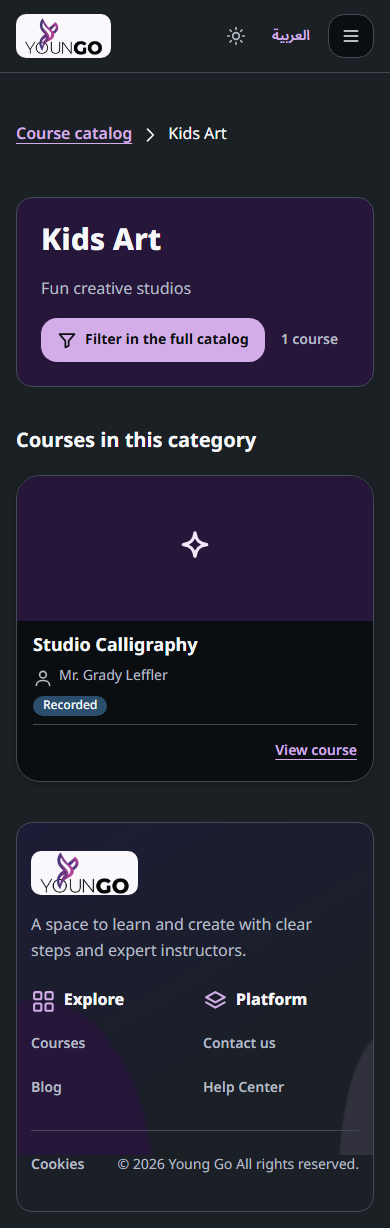 YOUNGO
العربية
Course catalog
Kids Art
Kids Art
Fun creative studios
Filter in the full catalog
1 course
Courses in this category
Studio Calligraphy
Mr. Grady Leffler
Recorded
View course
YOUNGO
A space to learn and create with clear
steps and expert instructors.
Explore
Platform
Courses
Contact us
Blog
Help Center
Cookies
© 2026 Young Go All rights reserved.